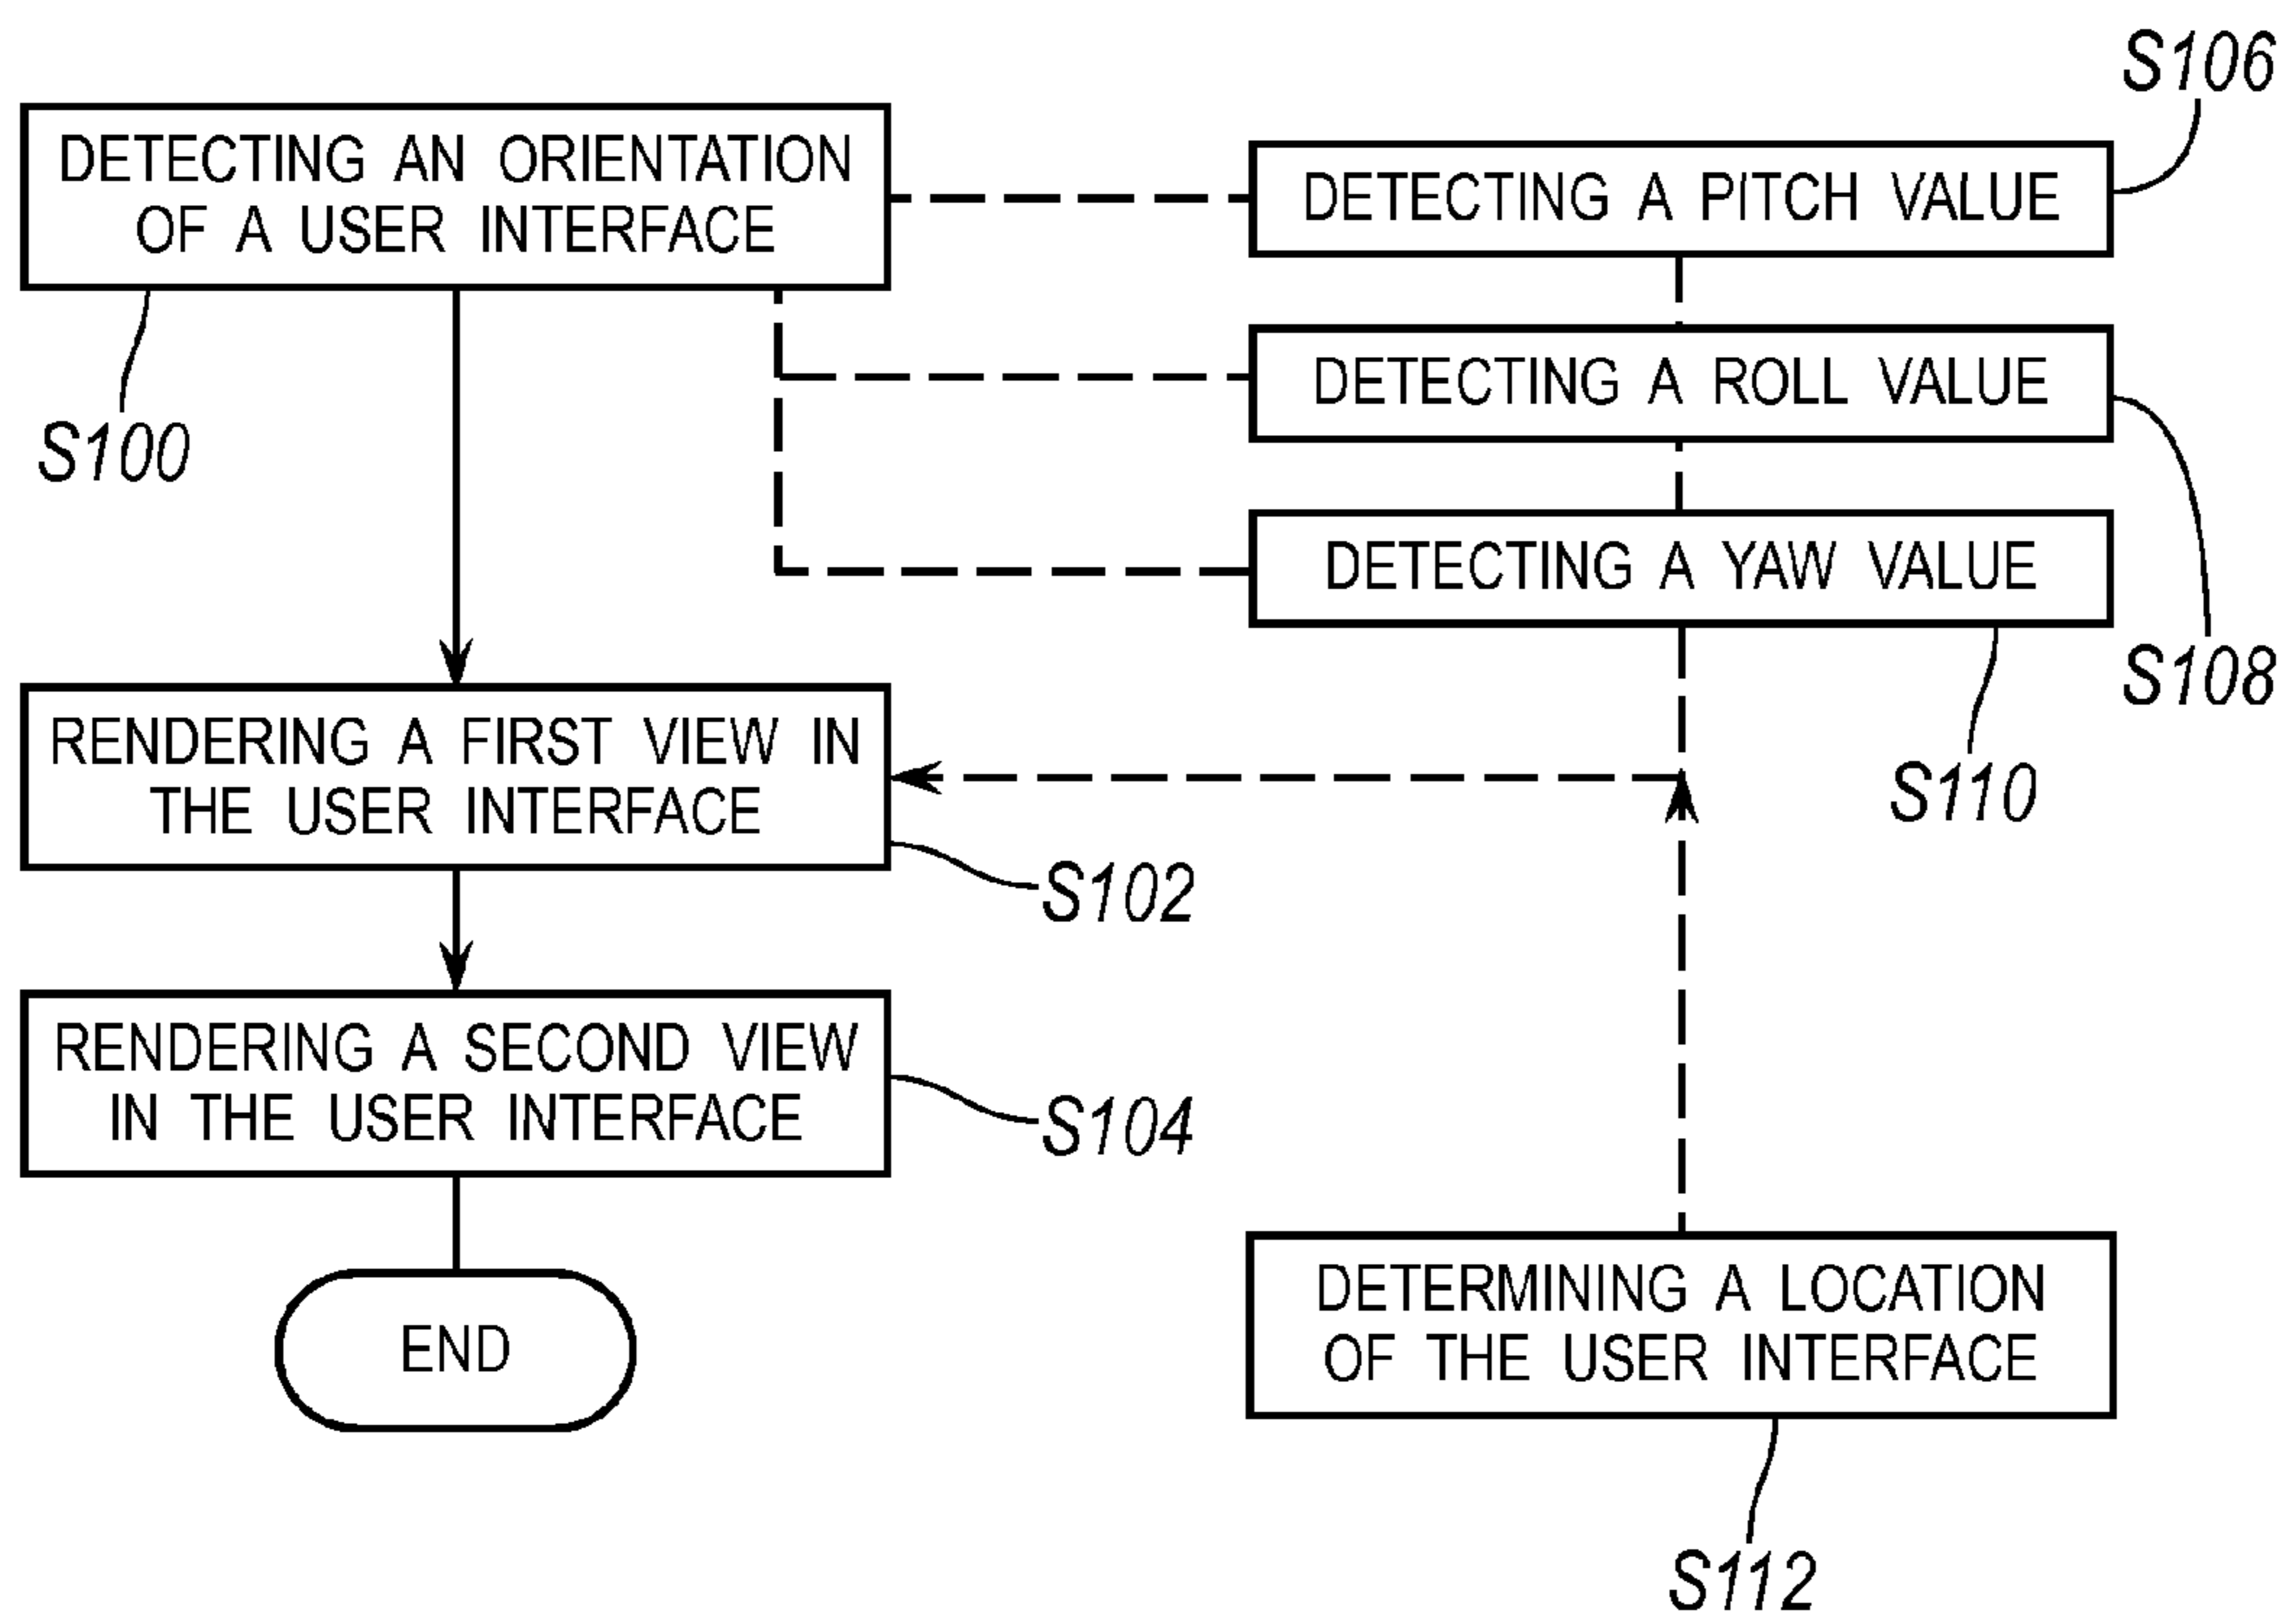 S106
DETECTING AN ORIENTATION
OF A USER INTERFACE
DETECTING A PITCH VALUE
DETECTING A ROLL VALUE
S100
DETECTING A YAW VALUE
S108
RENDERING A FIRST VIEW IN
THE USER INTERFACE
S110
S102
RENDERING A SECOND VIEW
IN THE USER INTERFACE
S104
DETERMINING A LOCATION
OF THE USER INTERFACE
END
S112